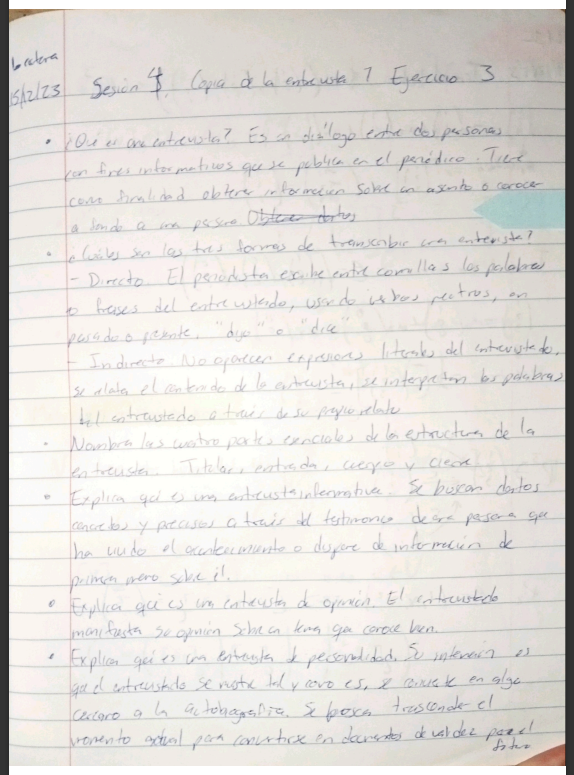 15/12/23 Sesión 4. Copia de la entrevista 7 Ejercicio 3
• ¿Qué es una entrevista? Es un diálogo entre dos personas
con fines informativos que se publica en el periódico. Tiene
como finalidad obtener información sobre un asunto o conocer
a fondo a una persona Obtener datos
• ¿Cuáles son las tres formas de transcribir una entrevista?
- Directo. El periodista escribe entre comillas las palabras
o frases del entrevistado, usando verbos neutros, en
pasado o presente, "dijo" o "dice"
- Indirecto No aparecen expresiones literales del entrevistado,
se relata el contenido de la entrevista, se interpretan las palabras
del entrevistado a través de su propio relato
• Nombra las cuatro partes esenciales de la estructura de la
entrevista. Titular, entrada, cuerpo y cierre
• Explica qué es una entrevista informativa. Se buscan datos
concretos y precisos a través del testimonio de una persona que
ha vivido el acontecimiento o dispone de información de
primera mano sobre él.
• Explica qué es una entrevista de opinión. El entrevistado
manifiesta su opinión sobre un tema que conoce bien.
• Explica qué es una entrevista de personalidad. Su intención es
que el entrevistado se muestre tal y como es, se convierte en algo
cercano a la autobiografía. Se busca trascender el
momento actual para convertirse en documentos de validez para el
futuro